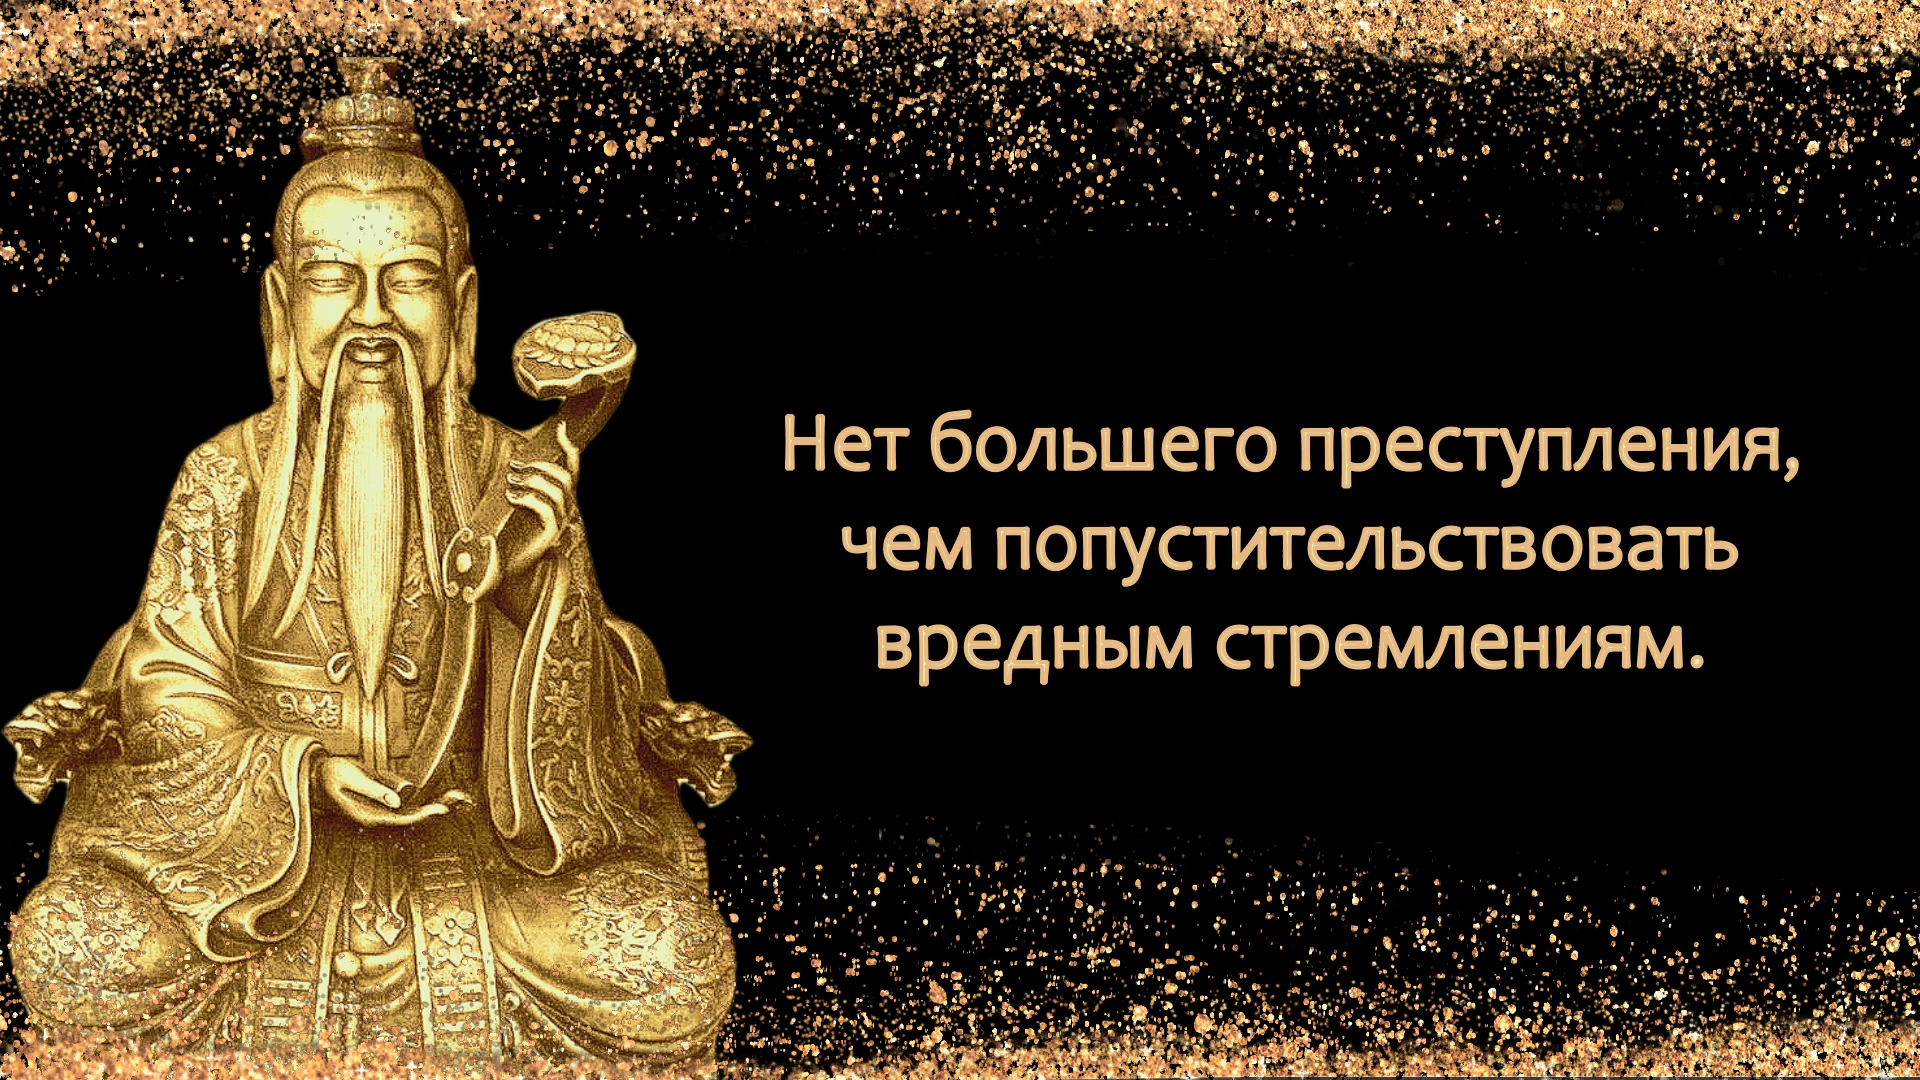 Нет большего преступления,
чем попустительствовать
вредным стремлениям.